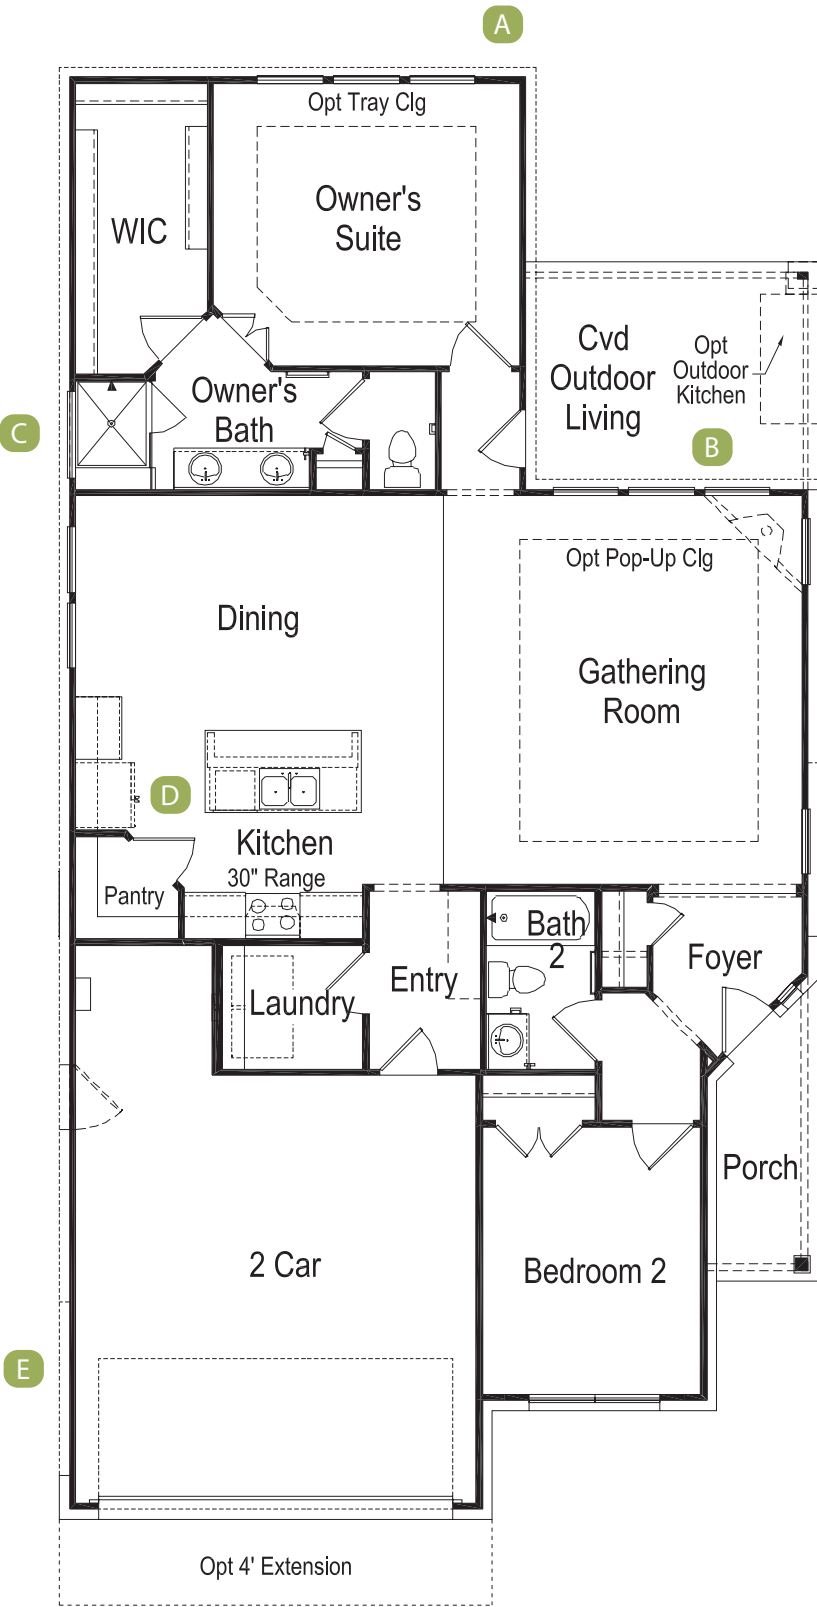 A
Opt Tray Clg
Owner's
Suite
WIC
Cvd
Outdoor
Living
Opt
Outdoor
Kitchen
Owner's
Bath
C
B
Opt Pop-Up Clg
Dining
Gathering
Room
D
Kitchen
30" Range
Pantry
Bath
2
Foyer
Entry
Laundry
Porch
2 Car
Bedroom 2
E
Opt 4' Extension